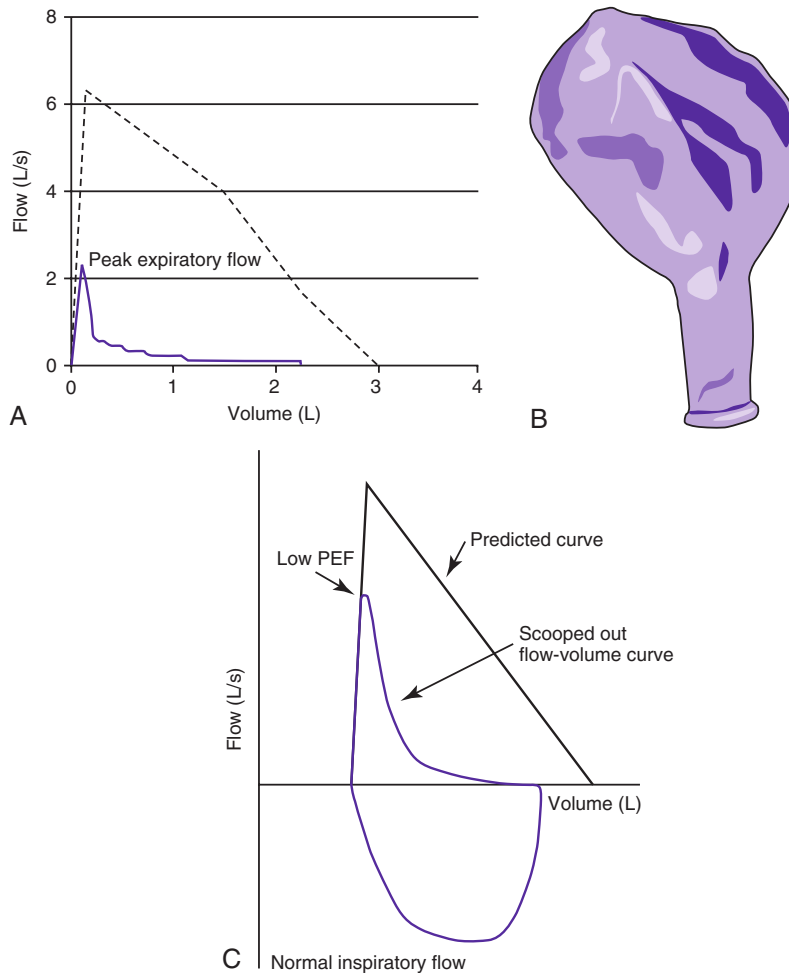 8
6
4
2
0
Flow (L/s)
Peak expiratory flow
0
1
2
3
4
Volume (L)
A
B
Low PEF
Predicted curve
Scooped out
flow-volume curve
Flow (L/s)
Volume (L)
C
Normal inspiratory flow